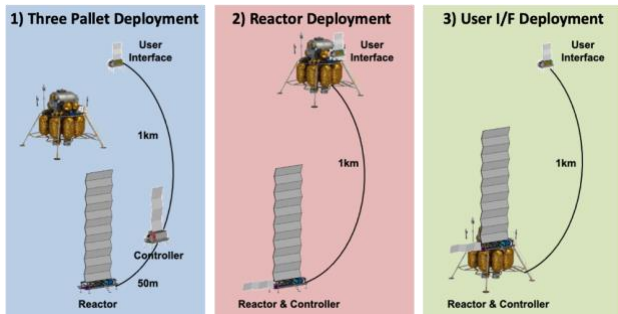 1) Three Pallet Deployment
User
Interface
1km
Controller
50m
Reactor
2) Reactor Deployment
User
Interface
1km
Reactor & Controller
3) User I/F Deployment
User
Interface
1km
Reactor & Controller